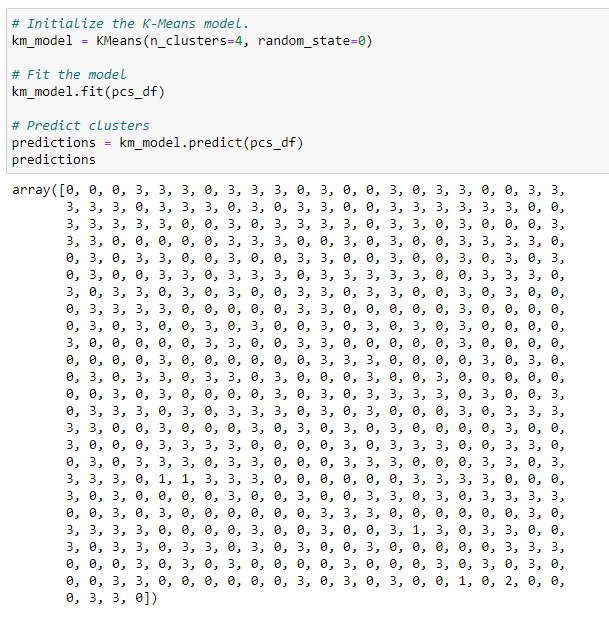 # Initialize the K-Means model.
km_model = KMeans(n_clusters=4, random_state=0)
# Fit the model
km_model.fit(pcs_df)
# Predict clusters
predictions = km_model.predict(pcs_df)
predictions
array([0, 0, 0, 3, 3, 3, 0, 3, 3, 3, 0, 3, 0, 0, 3, 0, 3, 3, 0, 0, 3, 3,
3, 3, 3, 0, 3, 3, 3, 0, 3, 0, 3, 3, 0, 0, 3, 3, 3, 3, 3, 3, 0, 0,
3, 3, 3, 3, 3, 0, 0, 3, 0, 3, 3, 3, 3, 0, 3, 3, 0, 3, 0, 0, 0, 3,
3, 3, 0, 0, 0, 0, 0, 3, 3, 3, 0, 0, 3, 0, 3, 0, 0, 3, 3, 3, 3, 0,
0, 3, 0, 3, 3, 0, 0, 3, 0, 0, 3, 3, 0, 0, 3, 0, 0, 3, 0, 3, 0, 3,
0, 3, 0, 0, 3, 3, 0, 3, 3, 3, 0, 3, 3, 3, 3, 3, 0, 0, 3, 3, 3, 0,
3, 0, 3, 3, 0, 3, 0, 3, 0, 0, 3, 3, 0, 3, 3, 0, 0, 3, 0, 3, 0, 0,
0, 3, 3, 3, 3, 0, 0, 0, 0, 0, 3, 3, 0, 0, 0, 0, 0, 3, 0, 0, 0, 0,
0, 3, 0, 3, 0, 0, 3, 0, 3, 0, 0, 3, 0, 3, 0, 3, 0, 3, 0, 0, 0, 0,
3, 0, 0, 0, 0, 0, 3, 3, 0, 0, 3, 3, 0, 0, 0, 0, 0, 3, 0, 0, 0, 0,
0, 0, 0, 0, 3, 0, 0, 0, 0, 0, 0, 3, 3, 3, 0, 0, 0, 0, 3, 0, 3, 0,
0, 3, 0, 3, 3, 0, 3, 3, 0, 3, 0, 0, 0, 3, 0, 0, 3, 0, 0, 0, 0, 0,
0, 0, 3, 0, 3, 0, 0, 0, 0, 3, 0, 3, 0, 3, 3, 3, 3, 0, 3, 0, 0, 3,
0, 3, 3, 3, 0, 3, 0, 3, 3, 3, 0, 3, 0, 3, 0, 0, 0, 3, 0, 3, 3, 3,
3, 3, 0, 0, 3, 0, 0, 0, 3, 0, 3, 0, 3, 0, 3, 0, 0, 0, 0, 3, 0, 0,
3, 0, 0, 0, 3, 3, 3, 3, 0, 0, 0, 0, 3, 0, 3, 3, 3, 0, 0, 3, 3, 0,
0, 3, 0, 3, 3, 3, 0, 3, 3, 0, 0, 0, 3, 3, 3, 0, 0, 0, 3, 3, 0, 3,
3, 3, 3, 0, 1, 1, 3, 3, 3, 0, 0, 0, 0, 0, 0, 3, 3, 3, 3, 0, 0, 0,
3, 0, 3, 0, 0, 0, 0, 3, 0, 0, 3, 0, 0, 3, 3, 0, 3, 0, 3, 3, 3, 3,
0, 0, 3, 0, 3, 0, 0, 0, 0, 0, 0, 3, 3, 3, 0, 0, 0, 0, 0, 0, 3, 0,
3, 3, 3, 3, 0, 0, 0, 0, 3, 0, 0, 3, 0, 0, 3, 1, 3, 0, 3, 3, 0, 0,
3, 0, 3, 3, 0, 3, 3, 0, 3, 0, 3, 0, 0, 3, 0, 0, 0, 0, 0, 3, 3, 3,
0, 0, 0, 3, 0, 3, 0, 3, 0, 0, 0, 0, 3, 0, 0, 0, 3, 0, 3, 0, 3, 0,
0, 0, 3, 3, 0, 0, 0, 0, 0, 0, 3, 0, 3, 0, 3, 0, 0, 1, 0, 2, 0, 0,
0, 3, 3, 0])